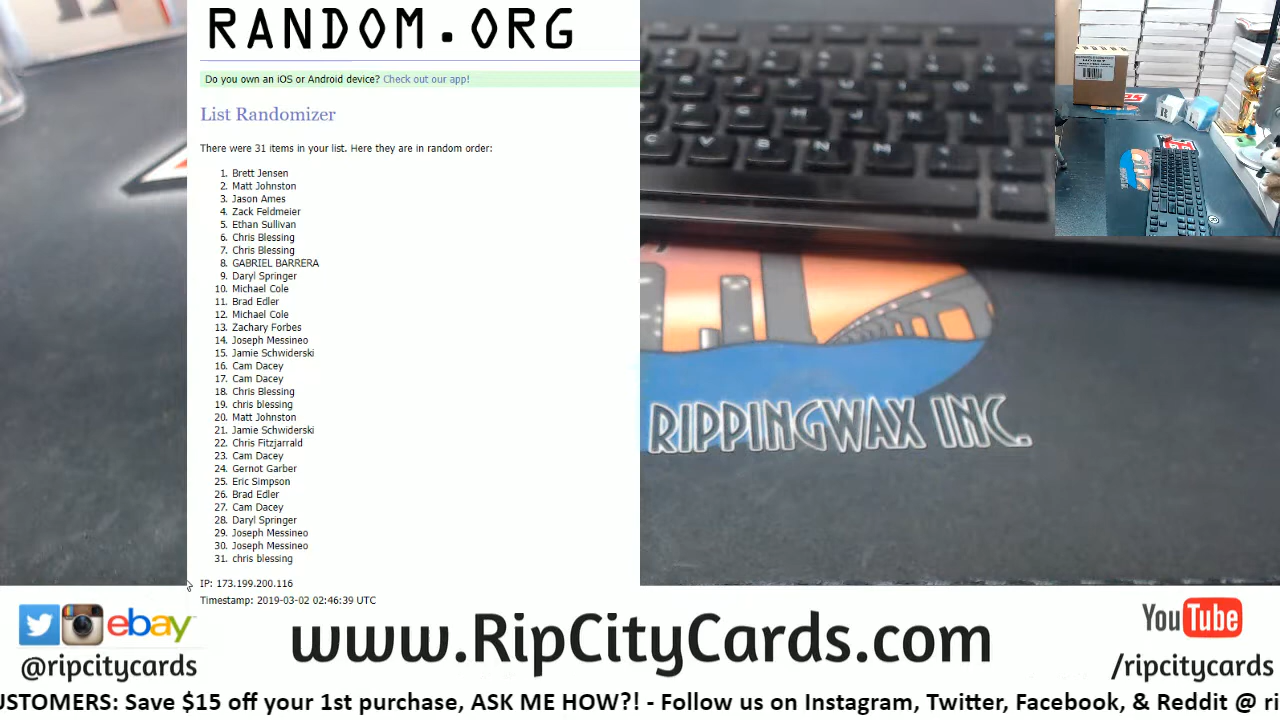 RANDOM.ORG
Do you own an iOS or Android device? Check out our app!
List Randomizer
There were 31 items in your list. Here they are in random order:
1. Brett Jensen
2. Matt Johnston
3. Jason Ames
4. Zack Feldmeier
5. Ethan Sullivan
6. Chris Blessing
7. Chris Blessing
8. GABRIEL BARRERA
9. Daryl Springer
10. Michael Cole
11. Brad Edler
12. Michael Cole
13. Zachary Forbes
14. Joseph Messineo
15. Jamie Schwiderski
16. Cam Dacey
17. Cam Dacey
18. Chris Blessing
19. chris blessing
20. Matt Johnston
21. Jamie Schwiderski
22. Chris Fitzjarrald
23. Cam Dacey
24. Gernot Garber
25. Eric Simpson
26. Brad Edler
27. Cam Dacey
28. Daryl Springer
29. Joseph Messineo
30. Joseph Messineo
31. chris blessing
IP: 173.199.200.116
Timestamp: 2019-03-02 02:46:39 UTC
RIPPINGWAX INC.
ebay
@ripcitycards
www.RipCityCards.com
YouTube
/ripcitycards
USTOMERS: Save $15 off your 1st purchase, ASK ME HOW?! - Follow us on Instagram, Twitter, Facebook, & Reddit @ ri